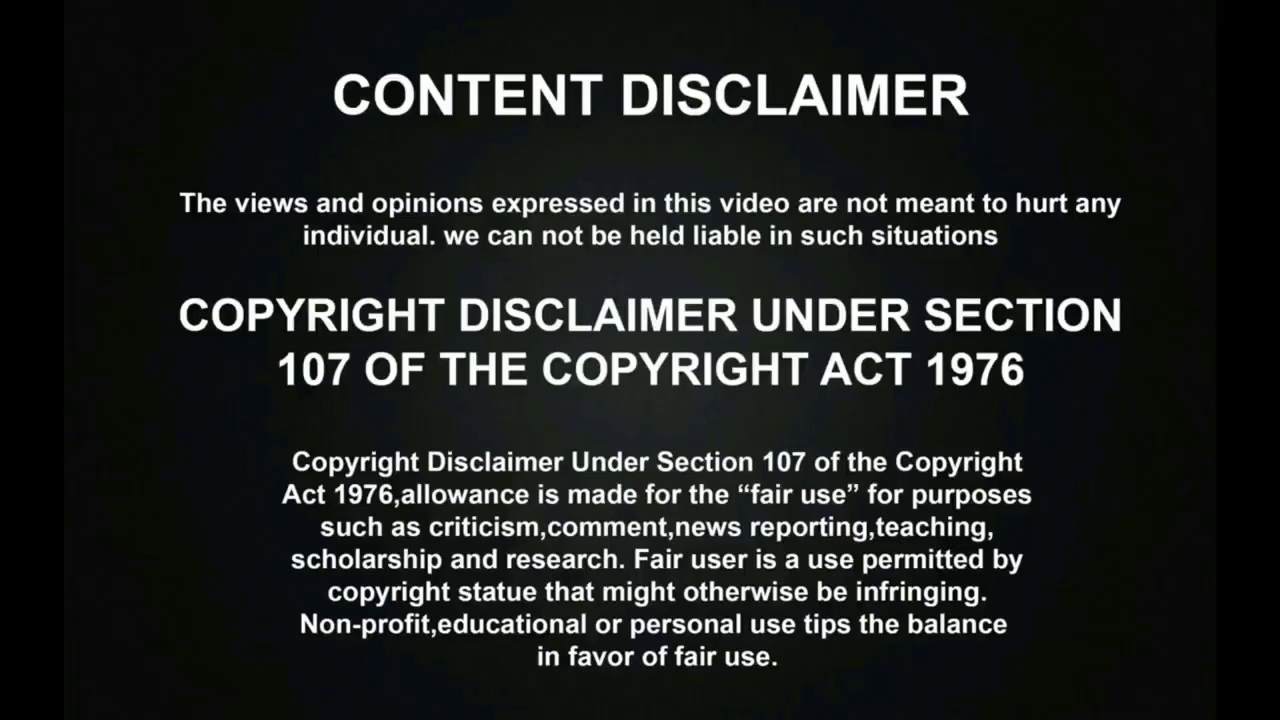 CONTENT DISCLAIMER
The views and opinions expressed in this video are not meant to hurt any
individual. we can not be held liable in such situations
COPYRIGHT DISCLAIMER UNDER SECTION
107 OF THE COPYRIGHT ACT 1976
Copyright Disclaimer Under Section 107 of the Copyright
Act 1976,allowance is made for the “fair use” for purposes
such as criticism,comment,news reporting,teaching,
scholarship and research. Fair user is a use permitted by
copyright statue that might otherwise be infringing.
Non-profit,educational or personal use tips the balance
in favor of fair use.